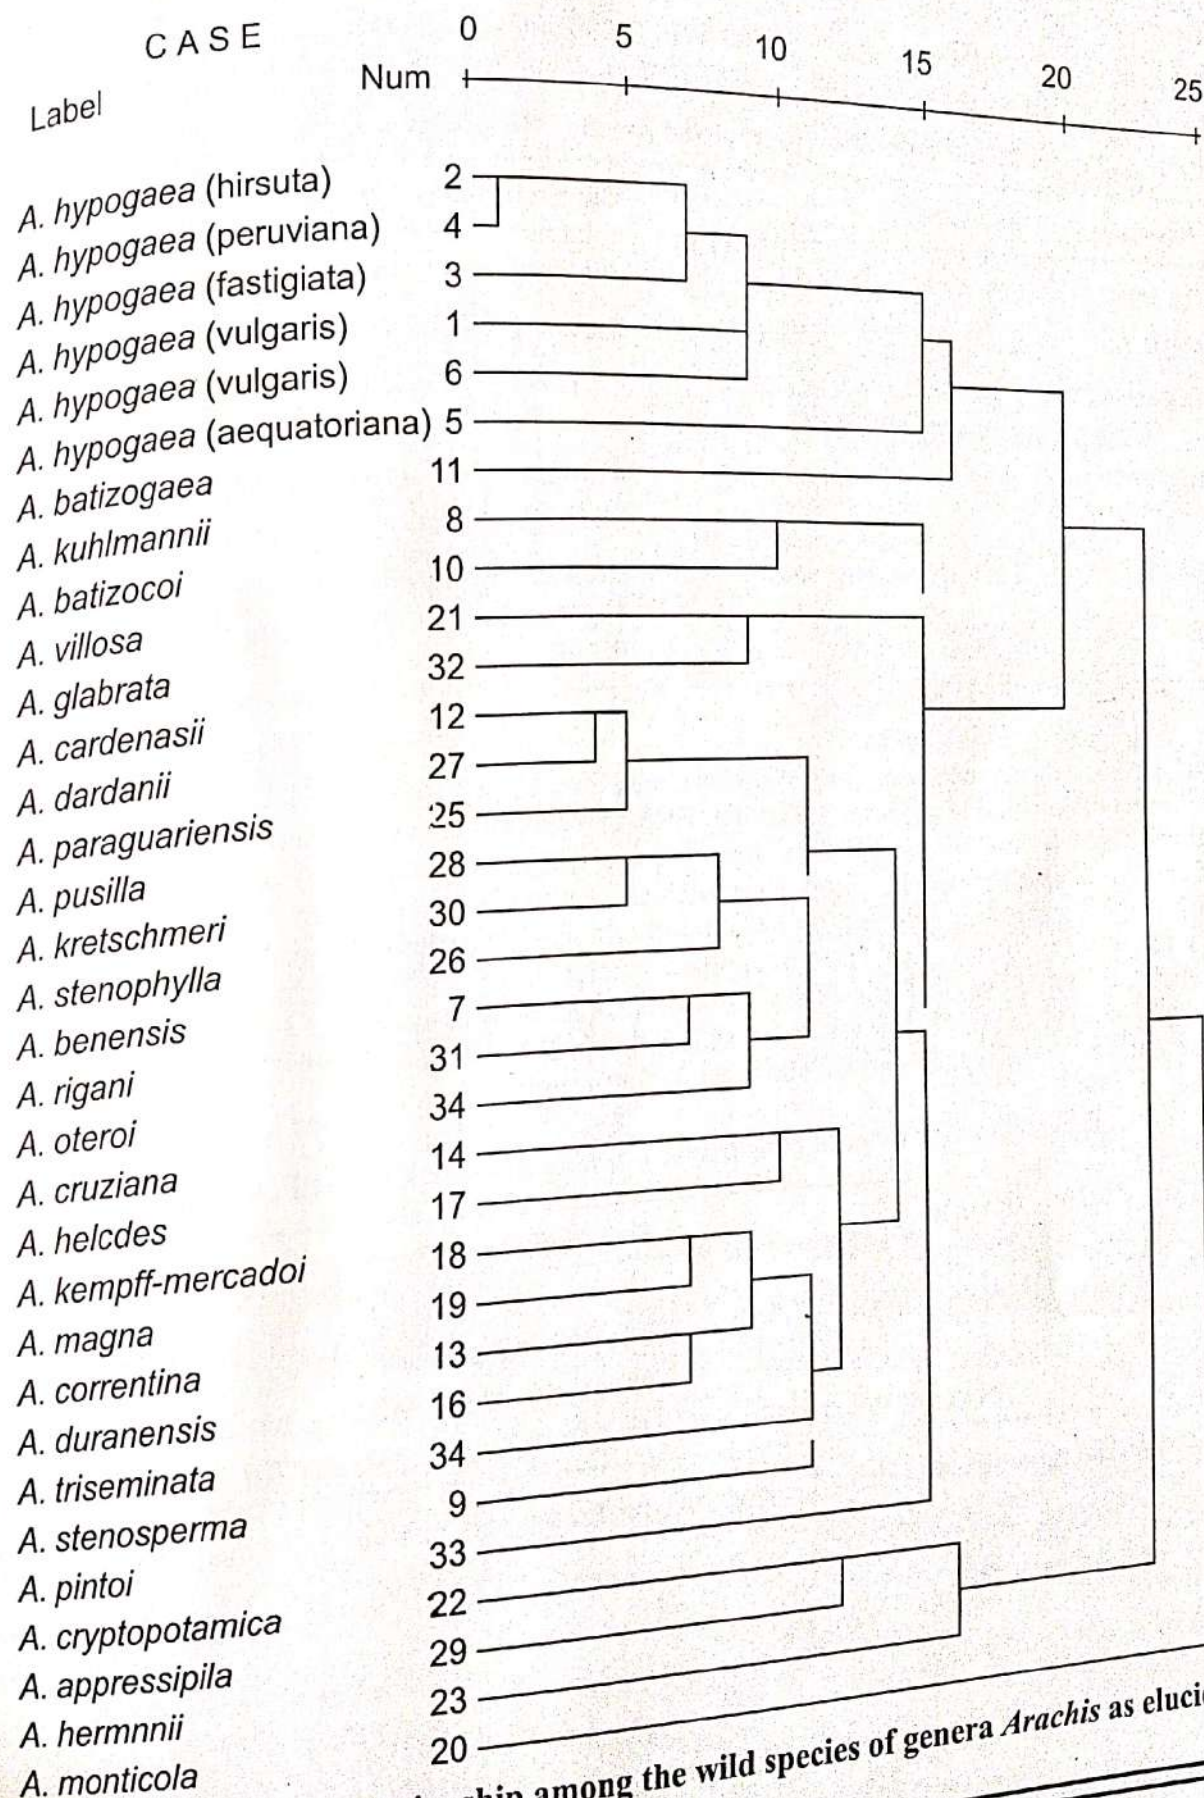 CASE 0 5 10 15 20 25
Label Num
A. hypogaea (hirsuta) 2
A. hypogaea (peruviana) 4
A. hypogaea (fastigiata) 3
A. hypogaea (vulgaris) 1
A. hypogaea (vulgaris) 6
A. hypogaea (aequatoriana) 5
A. batizogaea 11
A. kuhlmannii 8
A. batizocoi 10
A. villosa 21
A. glabrata 32
A. cardenasii 12
A. dardanii 27
A. paraguariensis 25
A. pusilla 28
A. kretschmeri 30
A. stenophylla 26
A. benensis 7
A. rigani 31
A. oteroi 34
A. cruziana 14
A. helcdes 17
A. kempff-mercadoi 18
A. magna 19
A. correntina 13
A. duranensis 16
A. triseminata 34
A. stenosperma 9
A. pintoi 33
A. cryptopotamica 22
A. appressipila 29
A. hermnnii 23
A. monticola 20
among the wild species of genera Arachis as